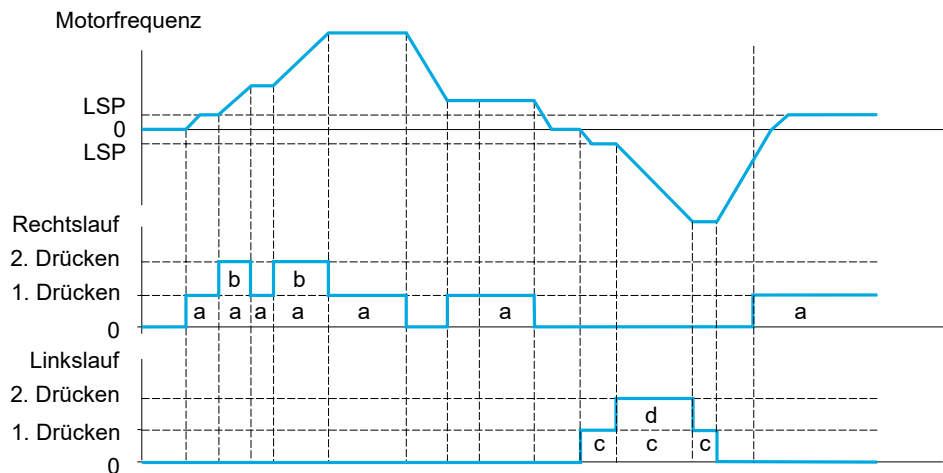 Motorfrequenz
LSP
0
LSP
Rechtslauf
2. Drücken
b b
1. Drücken
a a a a a a a
0
Linkslauf
2. Drücken
d
1. Drücken
c c c
0